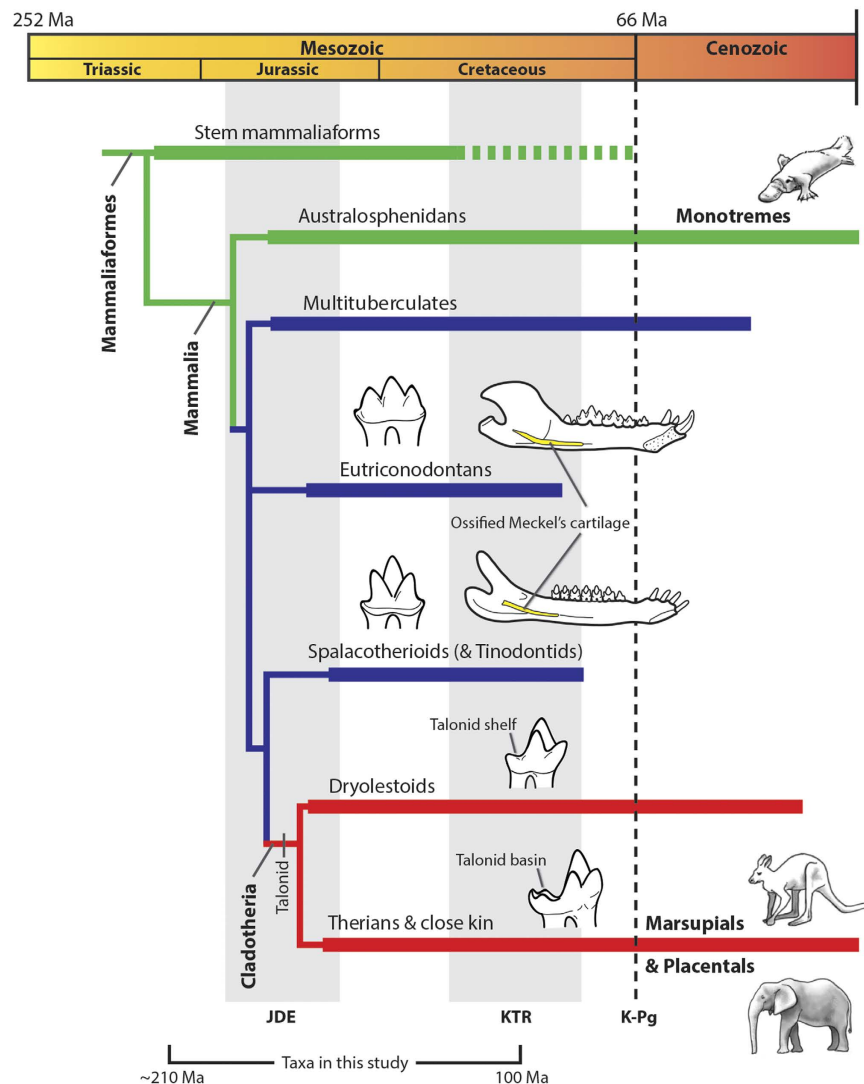 252 Ma
66 Ma
Mesozoic
Cenozoic
Triassic
Jurassic
Cretaceous
Stem mammaliaforms
Mammaliaformes
Australosphenidans
Monotremes
Multituberculates
Mammalia
Eutriconodontans
Ossified Meckel's cartilage
Spalacotherioids (& Tinodontids)
Talonid shelf
Dryolestoids
Talonid
Cladotheria
Talonid basin
Therians & close kin
Marsupials
& Placentals
JDE
KTR
K-Pg
Taxa in this study
~210 Ma
100 Ma